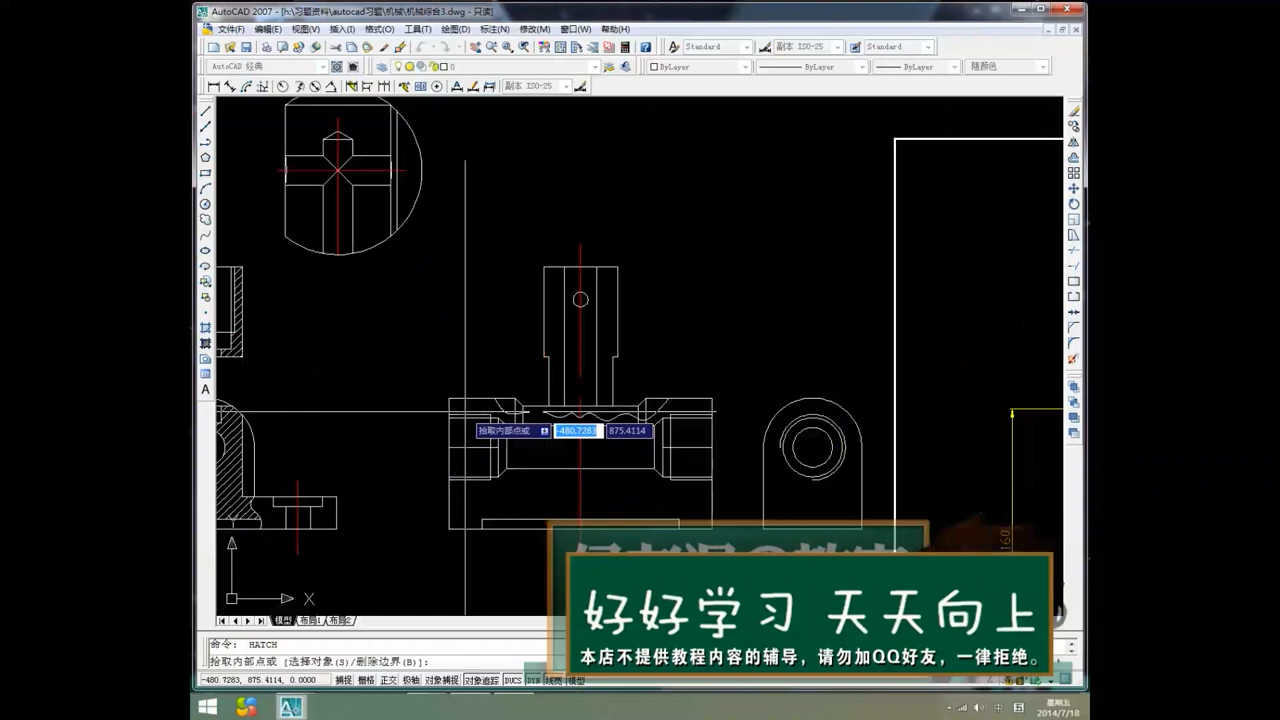 AutoCAD 2007 - [h:\习题资料\autocad习题\机械\机械综合3.dwg - 只读]
文件(F) 编辑(E) 视图(V) 插入(I) 格式(O) 工具(T) 绘图(D) 标注(N) 修改(M) 窗口(W) 帮助(H)
Standard 副本 ISO-25 Standard
AutoCAD 经典 0 ByLayer ByLayer ByLayer 随颜色
副本 ISO-25
A
拾取内部点或 -480.7283 875.4114
160
X
模型 布局1 布局2
好好学习 天天向上
命令: HATCH
本店不提供教程内容的辅导，请勿加QQ好友，一律拒绝。
拾取内部点或 [选择对象(S)/删除边界(B)]:
-480.7283, 875.4114, 0.0000 捕捉 栅格 正交 极轴 对象捕捉 对象追踪 DUCS DYN 线宽 模型
中 星期五
2014/7/18